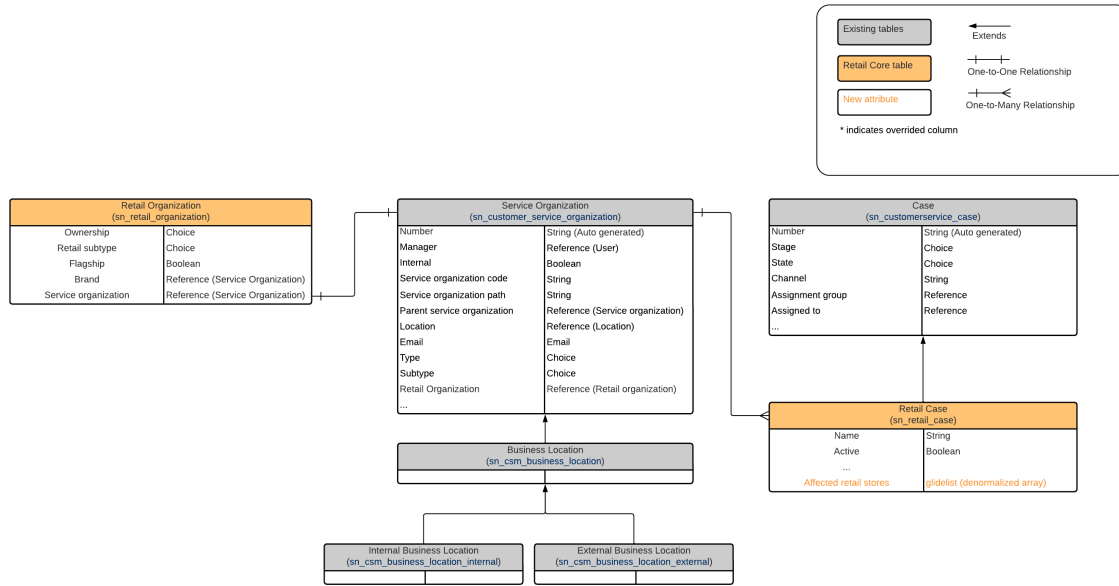 Existing tables
Extends
Retail Core table
One-to-One Relationship
New attribute
One-to-Many Relationship
* indicates overrided column
Retail Organization
(sn_retail_organization)
Ownership Choice
Retail subtype Choice
Flagship Boolean
Brand Reference (Service Organization)
Service organization Reference (Service Organization)
Service Organization
(sn_customer_service_organization)
Number String (Auto generated)
Manager Reference (User)
Internal Boolean
Service organization code String
Service organization path String
Parent service organization Reference (Service organization)
Location Reference (Location)
Email Email
Type Choice
Subtype Choice
Retail Organization Reference (Retail organization)
...
Case
(sn_customerservice_case)
Number String (Auto generated)
Stage Choice
State Choice
Channel String
Assignment group Reference
Assigned to Reference
...
Retail Case
(sn_retail_case)
Name String
Active Boolean
...
Affected retail stores glidelist (denormalized array)
Business Location
(sn_csm_business_location)
Internal Business Location
(sn_csm_business_location_internal)
External Business Location
(sn_csm_business_location_external)